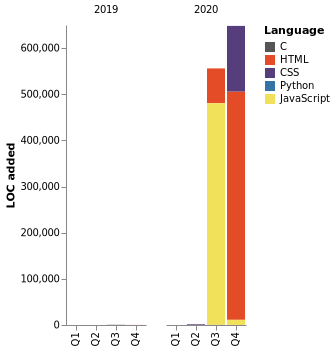 2019 2020
Language
C
HTML
CSS
Python
JavaScript
LOC added
600,000
500,000
400,000
300,000
200,000
100,000
0
Q1 Q2 Q3 Q4 Q1 Q2 Q3 Q4